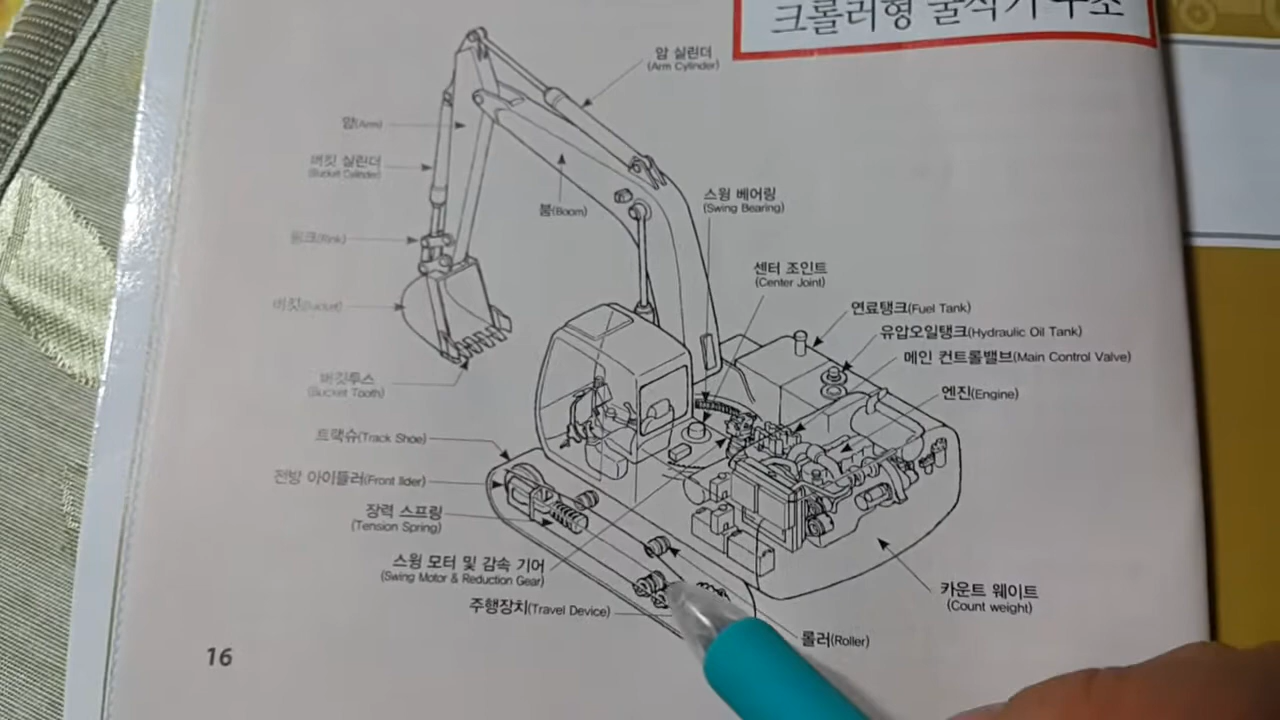 크롤러형 굴삭기 구조
암 실린더
(Arm Cylinder)
암(Arm)
버킷 실린더
(Bucket Cylinder)
붐(Boom)
스윙 베어링
(Swing Bearing)
링크(Rink)
센터 조인트
(Center Joint)
버킷(Bucket)
연료탱크(Fuel Tank)
유압오일탱크(Hydraulic Oil Tank)
메인 컨트롤밸브(Main Control Valve)
버킷투스
(Bucket Tooth)
엔진(Engine)
트랙슈(Track Shoe)
전방 아이들러(Front Ilder)
장력 스프링
(Tension Spring)
스윙 모터 및 감속 기어
(Swing Motor & Reduction Gear)
카운트 웨이트
(Count weight)
주행장치(Travel Device)
롤러(Roller)
16